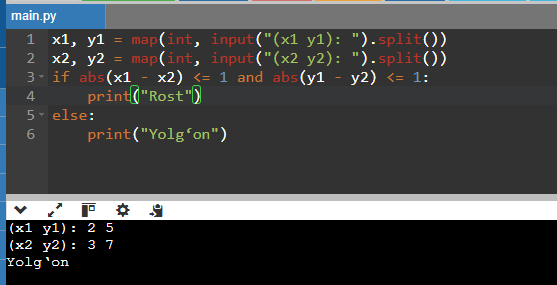 main.py
1 x1, y1 = map(int, input("(x1 y1): ").split())
2 x2, y2 = map(int, input("(x2 y2): ").split())
3 if abs(x1 - x2) <= 1 and abs(y1 - y2) <= 1:
4     print("Rost")
5 else:
6     print("Yolg‘on")
(x1 y1): 2 5
(x2 y2): 3 7
Yolg‘on